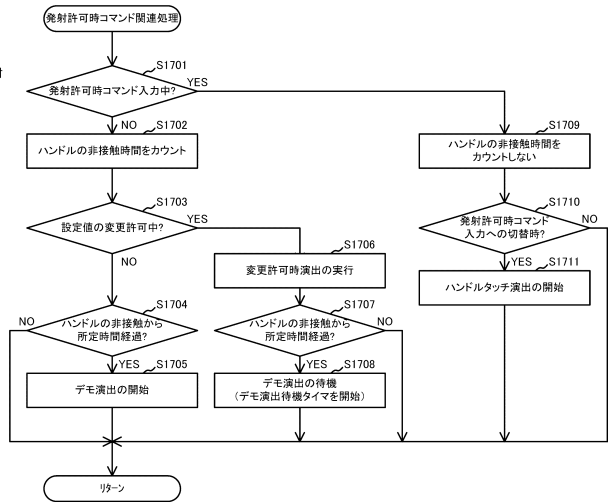 発射許可時コマンド関連処理
S1701
発射許可時コマンド入力中?
YES
NO
S1702
ハンドルの非接触時間をカウント
S1709
ハンドルの非接触時間を
カウントしない
S1703
設定値の変更許可中?
YES
NO
S1710
発射許可時コマンド
入力への切替時?
NO
YES
S1706
変更許可時演出の実行
S1711
ハンドルタッチ演出の開始
S1704
ハンドルの非接触から
所定時間経過?
NO
YES
S1707
ハンドルの非接触から
所定時間経過?
NO
YES
S1705
デモ演出の開始
S1708
デモ演出の待機
(デモ演出待機タイマを開始)
リターン